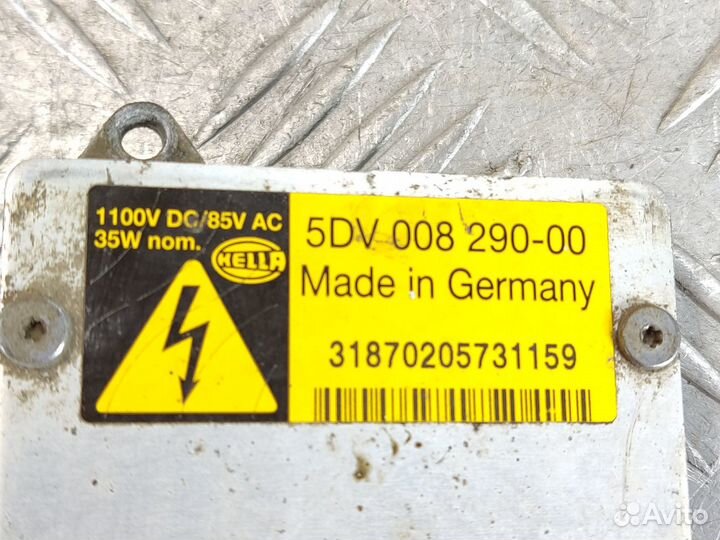 1100V DC/85V AC
35W nom.
HELLA
5DV 008 290-00
Made in Germany
31870205731159
Avito